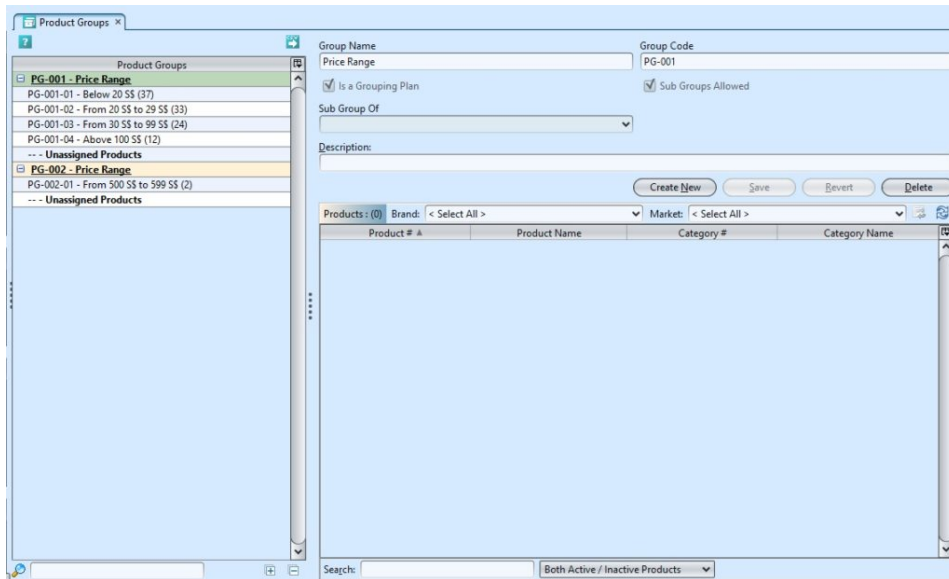 Product Groups ×
?
Product Groups
PG-001 - Price Range
PG-001-01 - Below 20 S$ (37)
PG-001-02 - From 20 S$ to 29 S$ (33)
PG-001-03 - From 30 S$ to 99 S$ (24)
PG-001-04 - Above 100 S$ (12)
-- - Unassigned Products
PG-002 - Price Range
PG-002-01 - From 500 S$ to 599 S$ (2)
-- - Unassigned Products
Group Name
Group Code
Price Range
PG-001
Is a Grouping Plan
Sub Groups Allowed
Sub Group Of
Description:
Create New Save Revert Delete
Products : (0) Brand: < Select All > Market: < Select All >
Product # Product Name Category # Category Name
Search: Both Active / Inactive Products